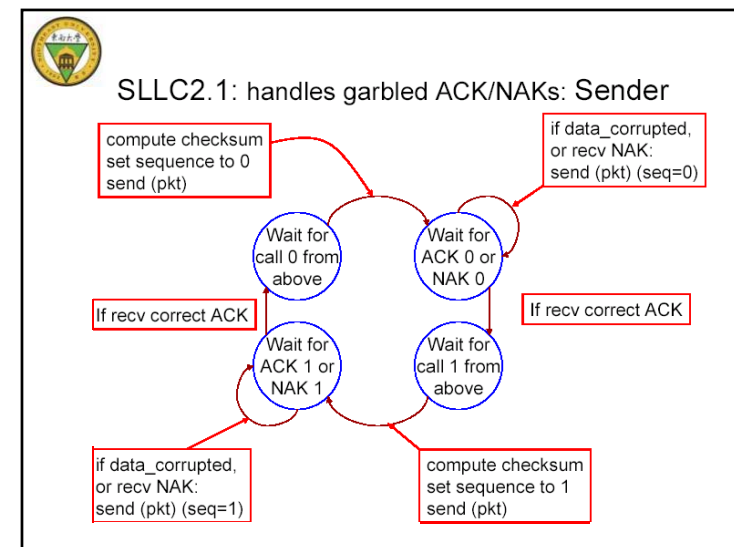 SLLC2.1: handles garbled ACK/NAKs: Sender
compute checksum
set sequence to 0
send (pkt)
if data_corrupted,
or recv NAK:
send (pkt) (seq=0)
Wait for
call 0 from
above
Wait for
ACK 0 or
NAK 0
If recv correct ACK
If recv correct ACK
Wait for
ACK 1 or
NAK 1
Wait for
call 1 from
above
if data_corrupted,
or recv NAK:
send (pkt) (seq=1)
compute checksum
set sequence to 1
send (pkt)